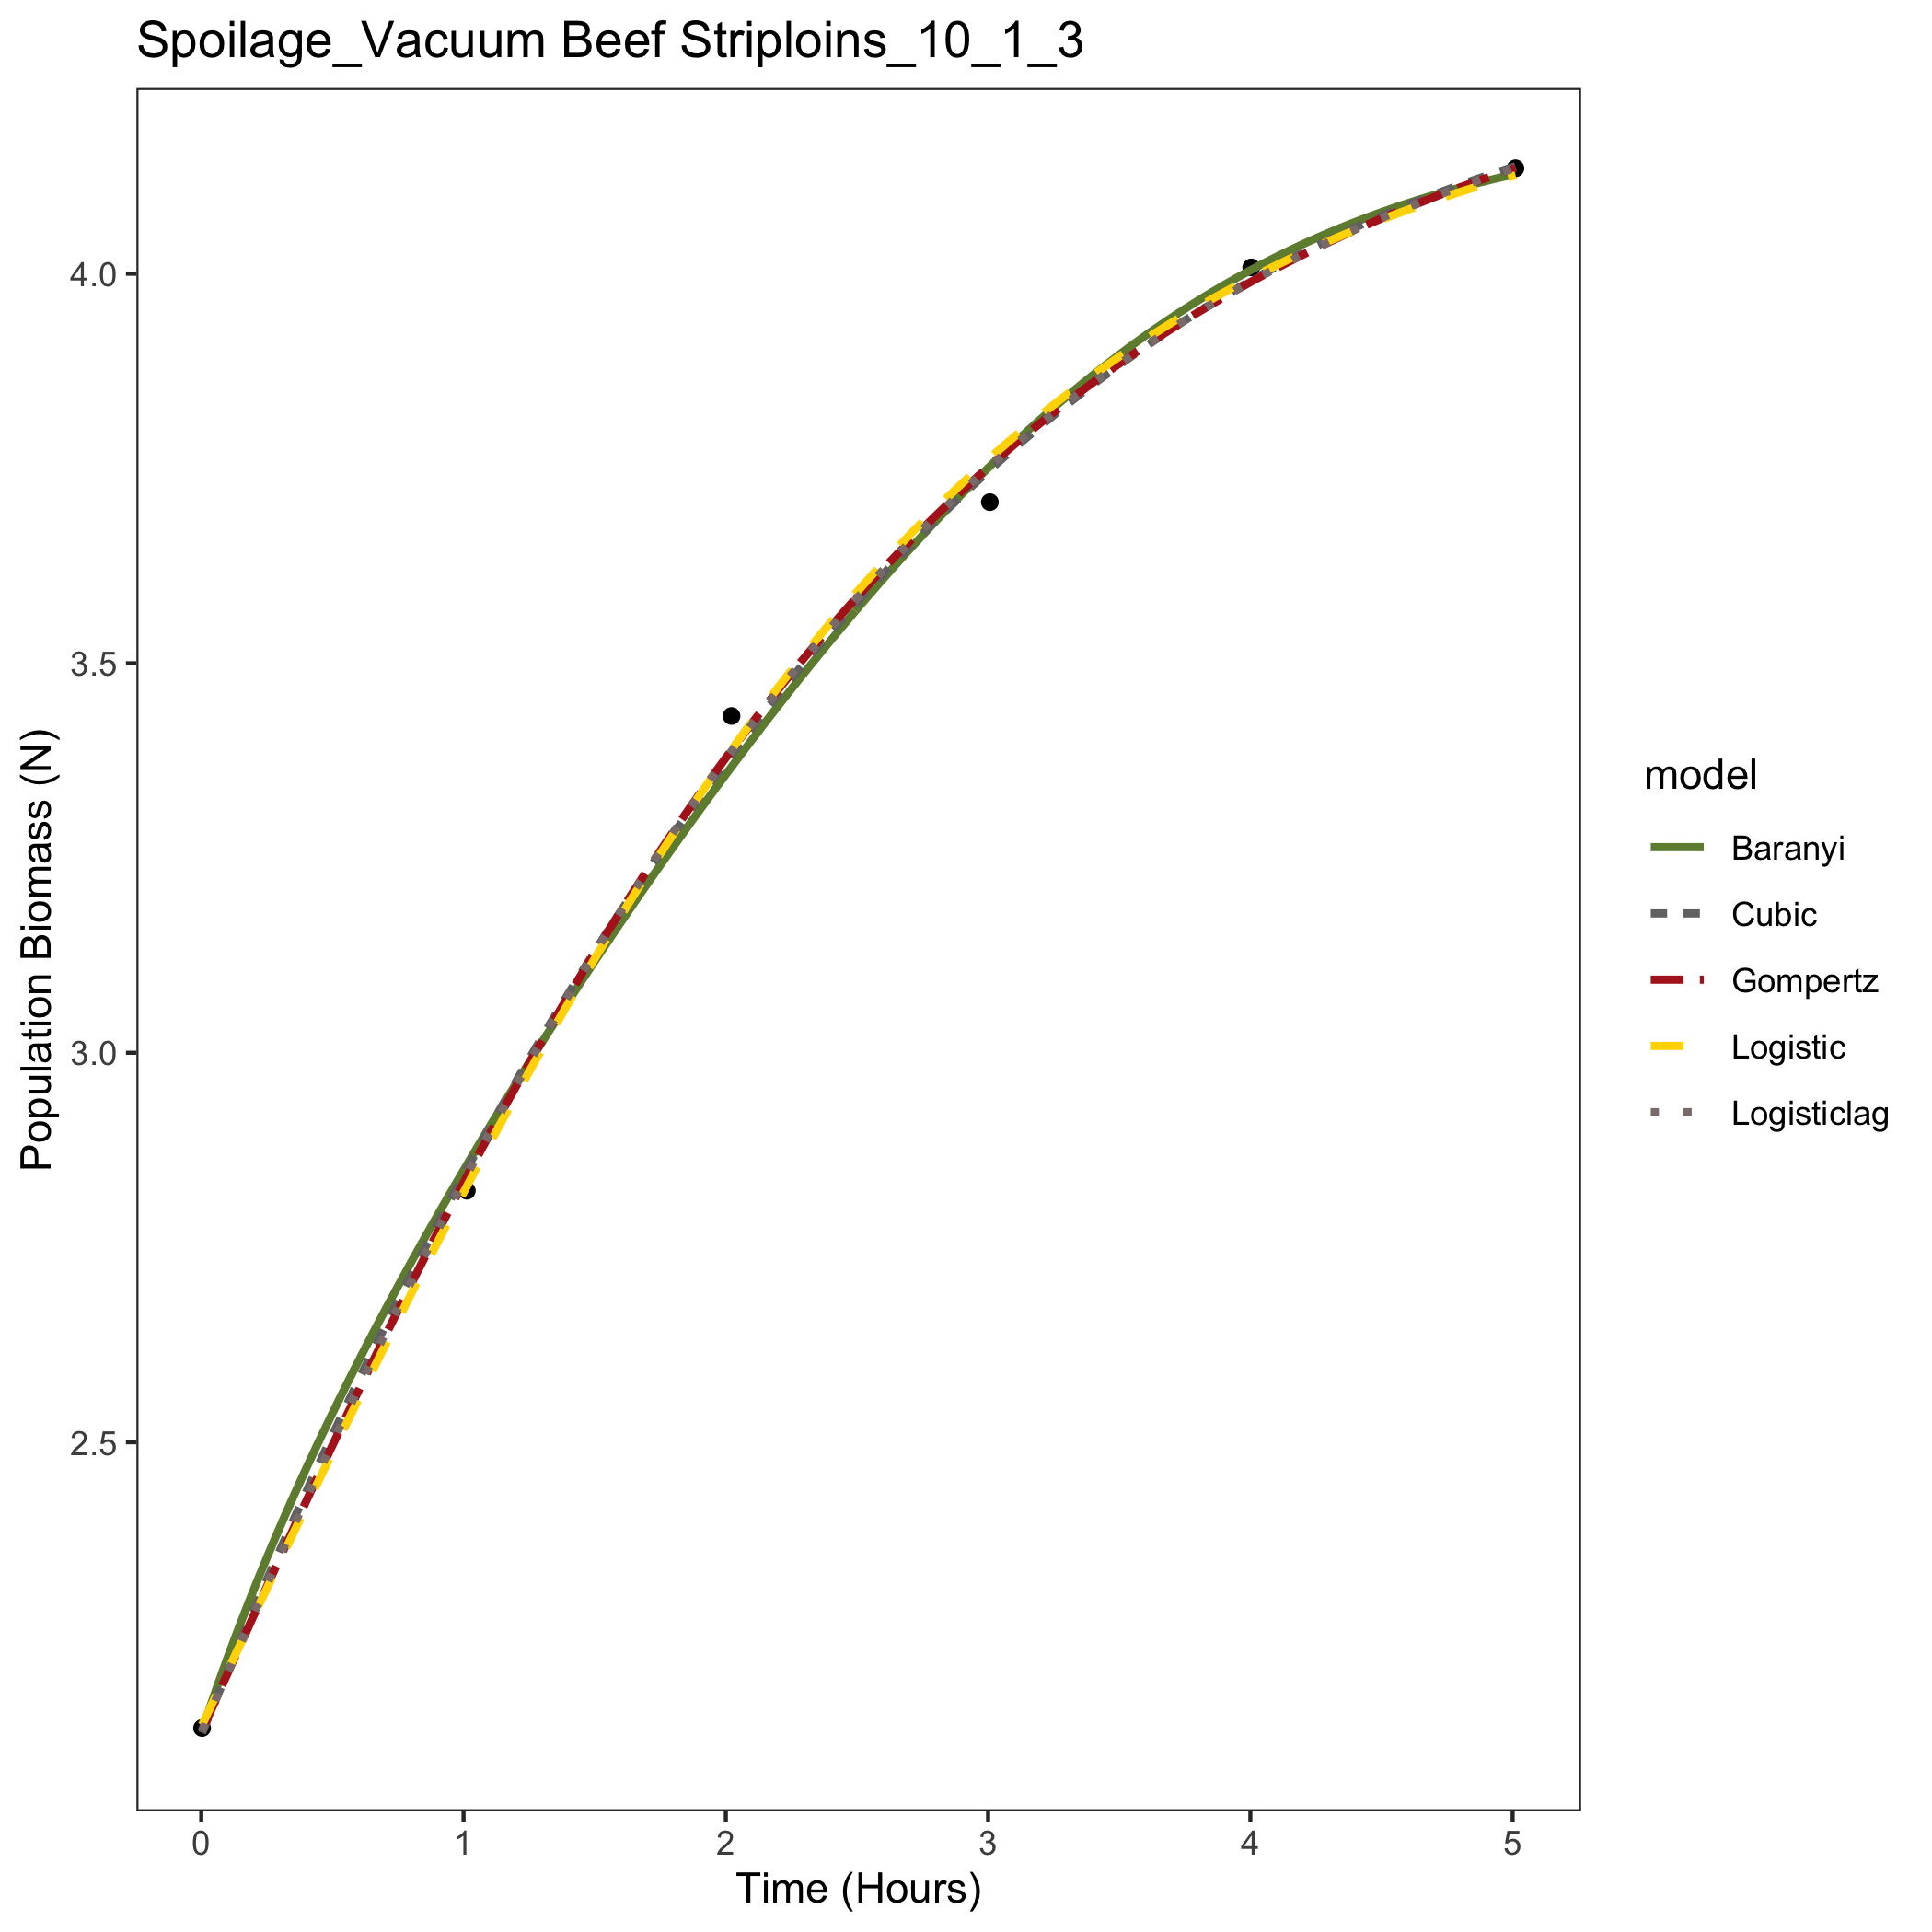 Spoilage_Vacuum Beef Striploins_10_1_3
Population Biomass (N)
4.0
3.5
3.0
2.5
0 1 2 3 4 5
Time (Hours)
model
Baranyi
Cubic
Gompertz
Logistic
Logisticlag